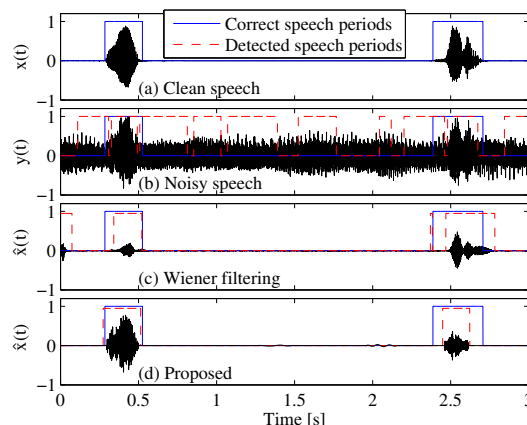 Correct speech periods
Detected speech periods
1
0
−1
x(t)
(a) Clean speech
1
0
−1
y(t)
(b) Noisy speech
1
0
−1
x̂(t)
(c) Wiener filtering
1
0
−1
x̂(t)
(d) Proposed
0 0.5 1 1.5 2 2.5 3
Time [s]